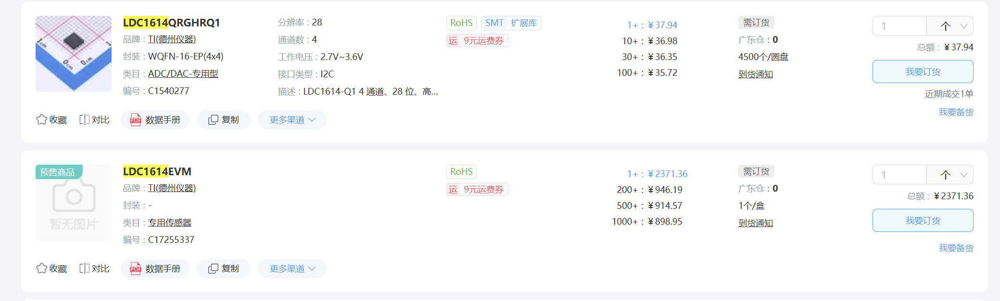 LDC1614QRGHRQ1
品牌 : TI(德州仪器)
封装 : WQFN-16-EP(4x4)
类目 : ADC/DAC-专用型
编号 : C1540277
分辨率 : 28
通道数 : 4
工作电压 : 2.7V~3.6V
接口类型 : I2C
描述 : LDC1614-Q1 4 通道、28 位、高...
RoHS SMT 扩展库
运 9元运费券
1+ : ¥37.94
10+ : ¥36.98
30+ : ¥36.35
100+ : ¥35.72
需订货
广东仓 : 0
4500个/圆盘
到货通知
1 个
总额 : ¥37.94
我要订货
近期成交1单
我要备货
1cm
0cm
0cm
1
收藏 对比 PDF 数据手册 复制 更多渠道
预售商品
暂无图片
LDC1614EVM
品牌 : TI(德州仪器)
封装 : -
类目 : 专用传感器
编号 : C17255337
RoHS
运 9元运费券
1+ : ¥2371.36
200+ : ¥946.19
500+ : ¥914.57
1000+ : ¥898.95
需订货
广东仓 : 0
1个/盒
到货通知
1 个
总额 : ¥2371.36
我要订货
我要备货
收藏 对比 PDF 数据手册 复制 更多渠道